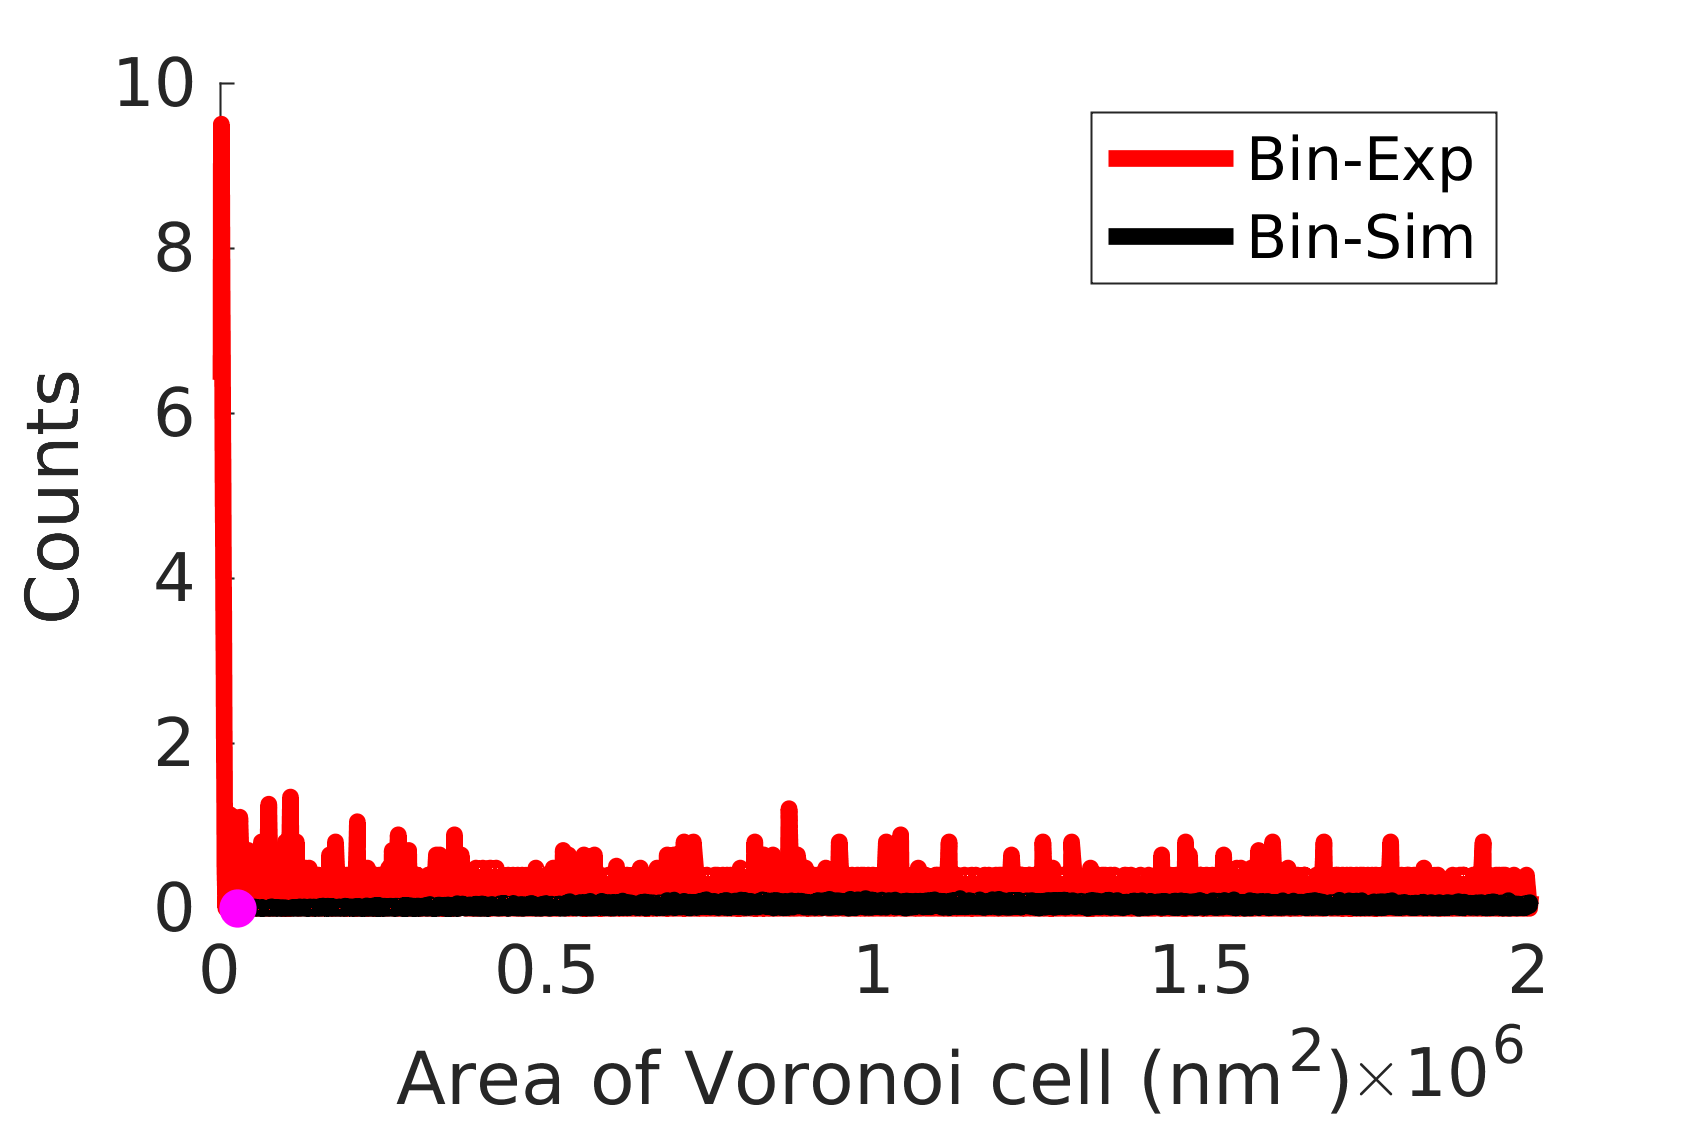 10
8
6
4
2
0
Counts
Bin-Exp
Bin-Sim
0 0.5 1 1.5 2
Area of Voronoi cell (nm²)×10⁶